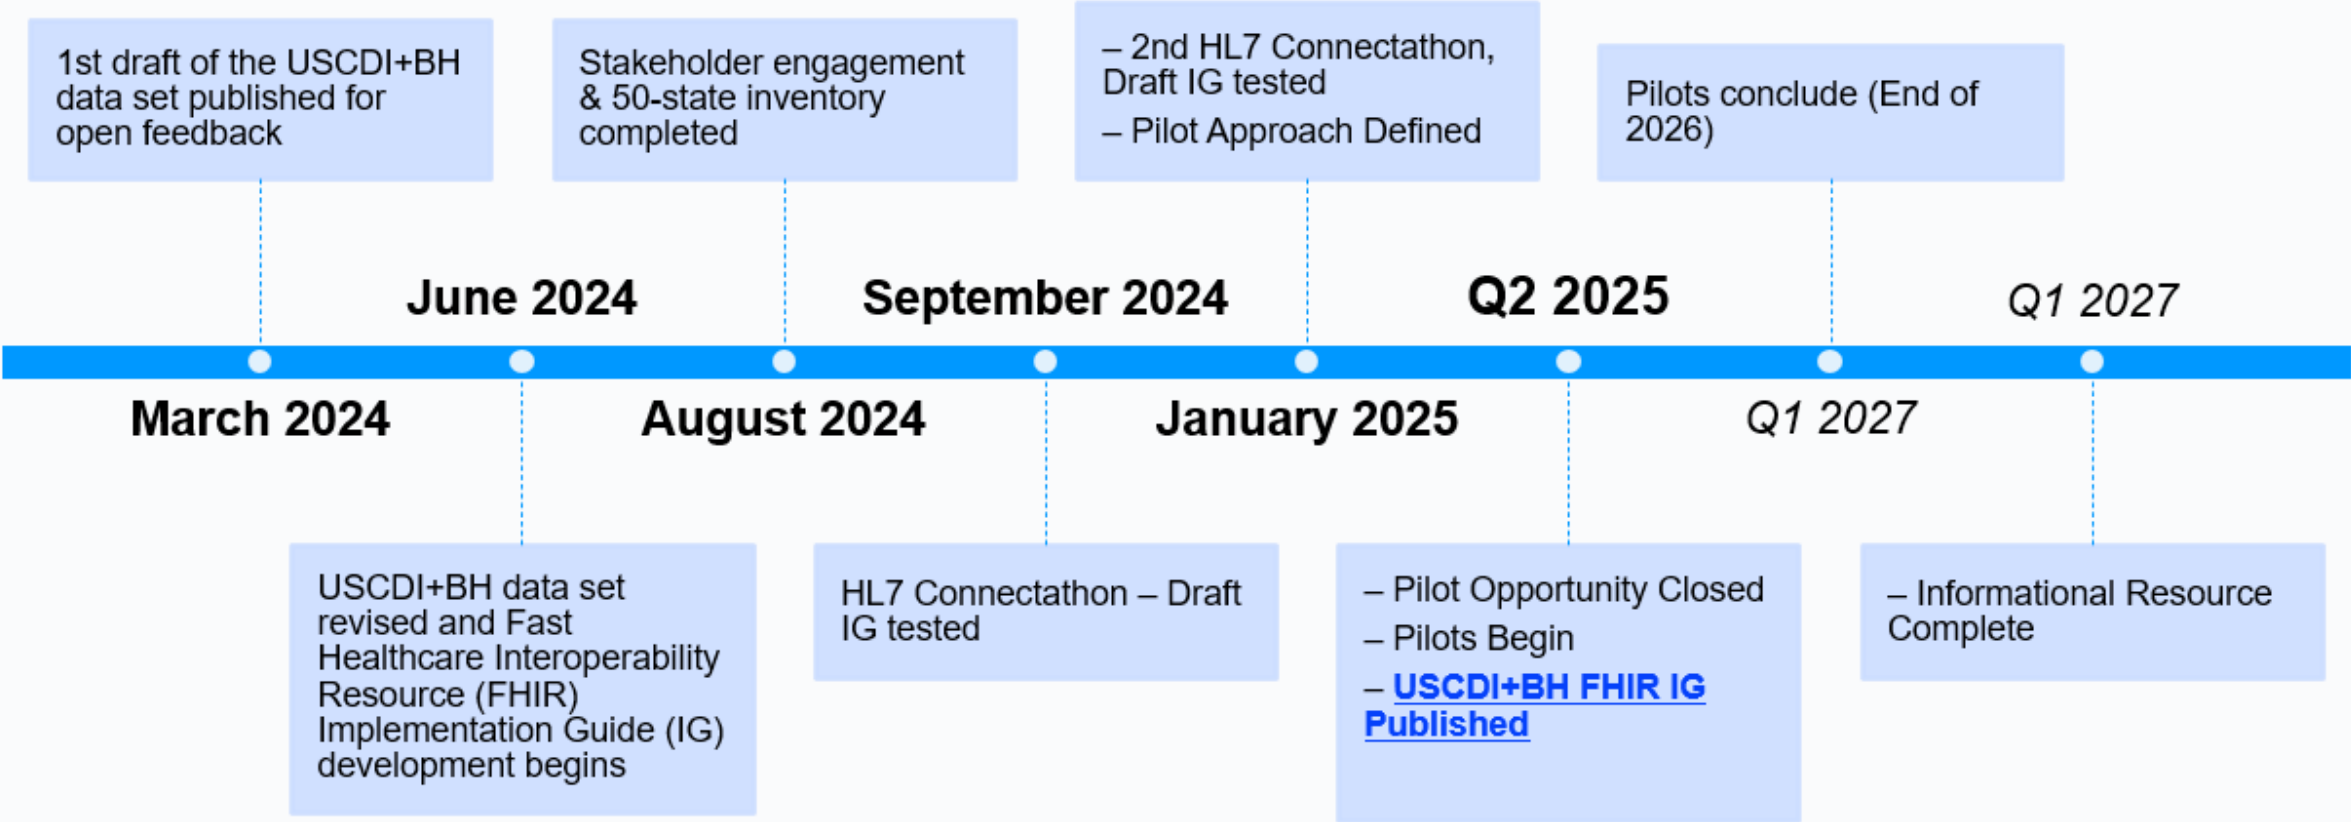 1st draft of the USCDI+BH
data set published for
open feedback
Stakeholder engagement
& 50-state inventory
completed
– 2nd HL7 Connectathon,
Draft IG tested
– Pilot Approach Defined
Pilots conclude (End of
2026)
June 2024
September 2024
Q2 2025
Q1 2027
March 2024
August 2024
January 2025
Q1 2027
USCDI+BH data set
revised and Fast
Healthcare Interoperability
Resource (FHIR)
Implementation Guide (IG)
development begins
HL7 Connectathon – Draft
IG tested
– Pilot Opportunity Closed
– Pilots Begin
– USCDI+BH FHIR IG
Published
– Informational Resource
Complete